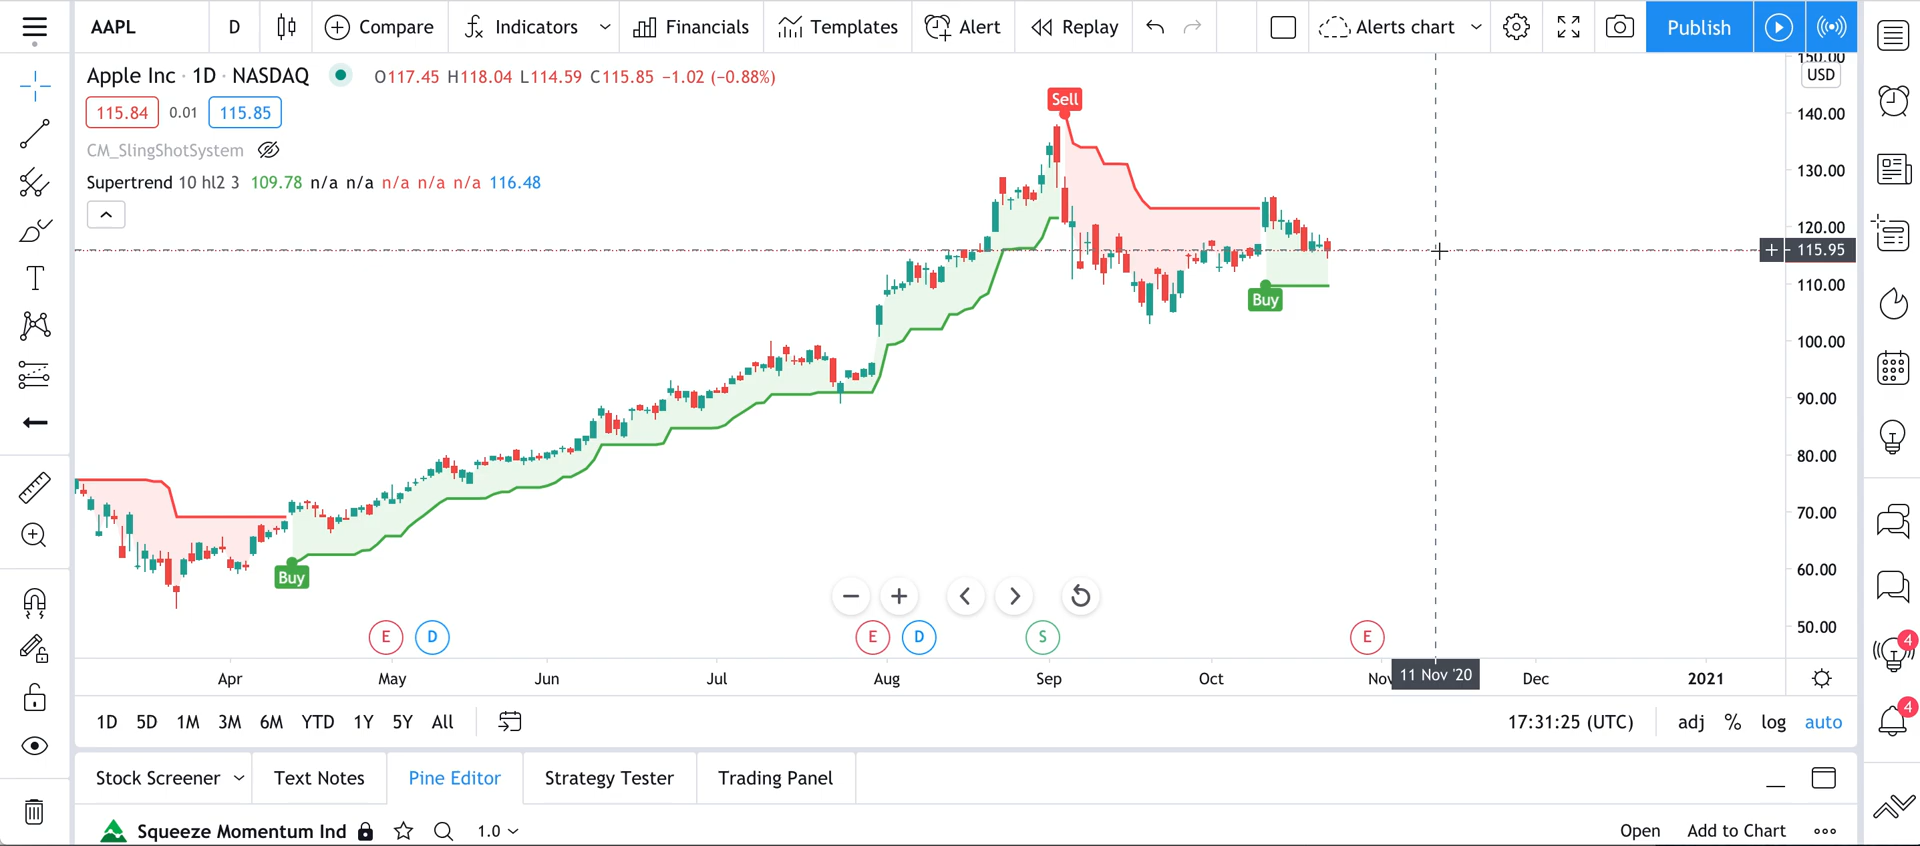 AAPL D Compare Indicators Financials Templates Alert Replay Alerts chart Publish
Apple Inc · 1D · NASDAQ O117.45 H118.04 L114.59 C115.85 −1.02 (−0.88%)
115.84 0.01 115.85
CM_SlingShotSystem
Supertrend 10 hl2 3 109.78 n/a n/a n/a n/a n/a 116.48
150.00
USD
Sell
140.00
130.00
120.00
115.95
110.00
Buy
100.00
90.00
80.00
70.00
60.00
Buy
50.00
E D E D S E
4
Apr May Jun Jul Aug Sep Oct Nov 11 Nov '20 Dec 2021
4
1D 5D 1M 3M 6M YTD 1Y 5Y All 17:31:25 (UTC) adj % log auto
Stock Screener Text Notes Pine Editor Strategy Tester Trading Panel
Squeeze Momentum Ind 1.0 Open Add to Chart